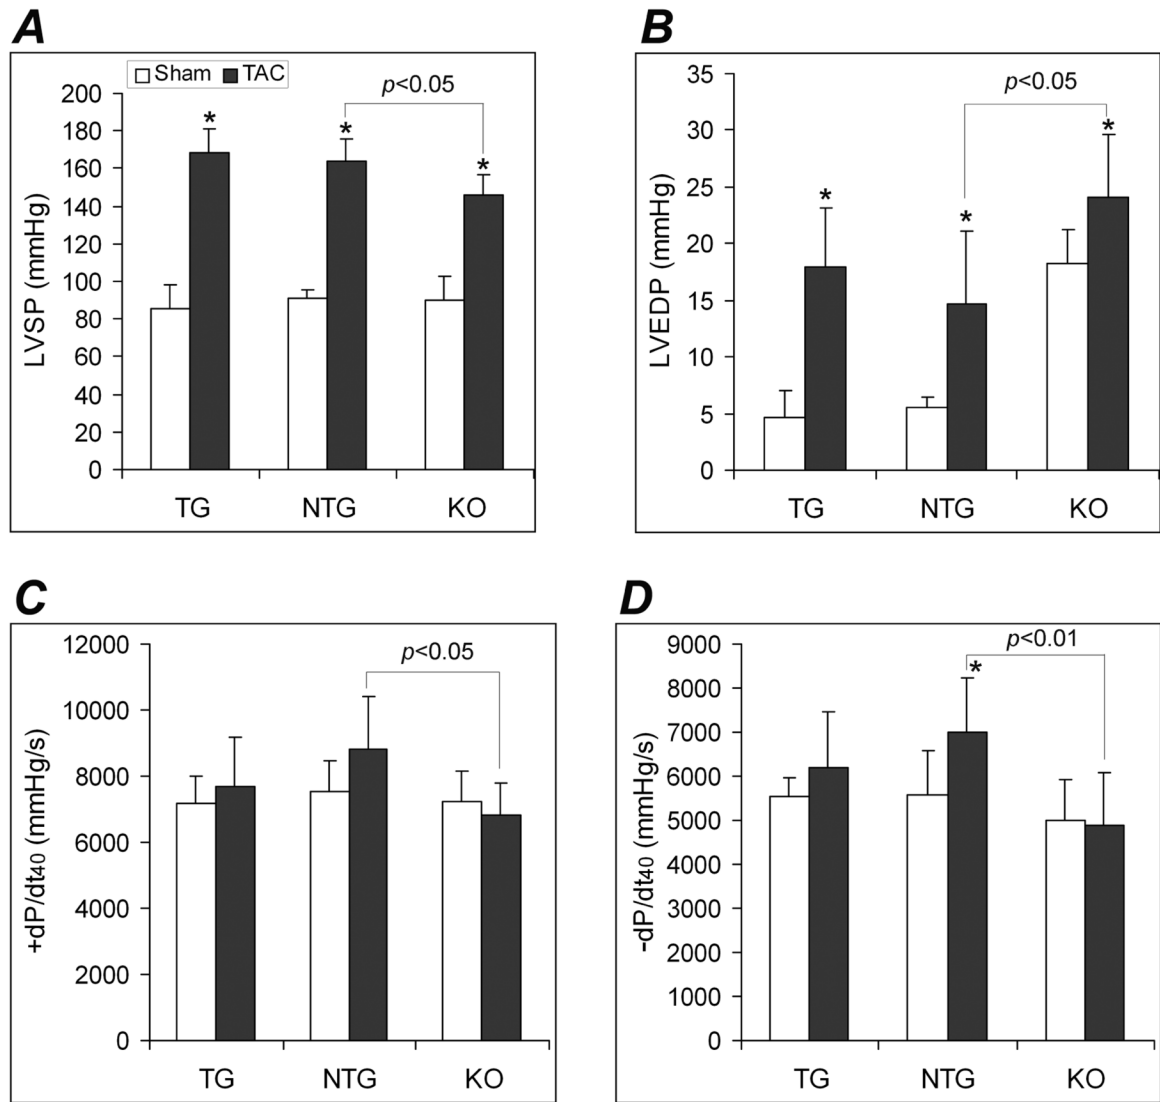 A
Sham TAC
LVSP (mmHg)
200
180
160
140
120
100
80
60
40
20
0
p<0.05
*
*
*
TG NTG KO
B
LVEDP (mmHg)
35
30
25
20
15
10
5
0
p<0.05
*
*
*
TG NTG KO
C
+dP/dt40 (mmHg/s)
12000
10000
8000
6000
4000
2000
0
p<0.05
TG NTG KO
D
-dP/dt40 (mmHg/s)
9000
8000
7000
6000
5000
4000
3000
2000
1000
0
p<0.01
*
TG NTG KO